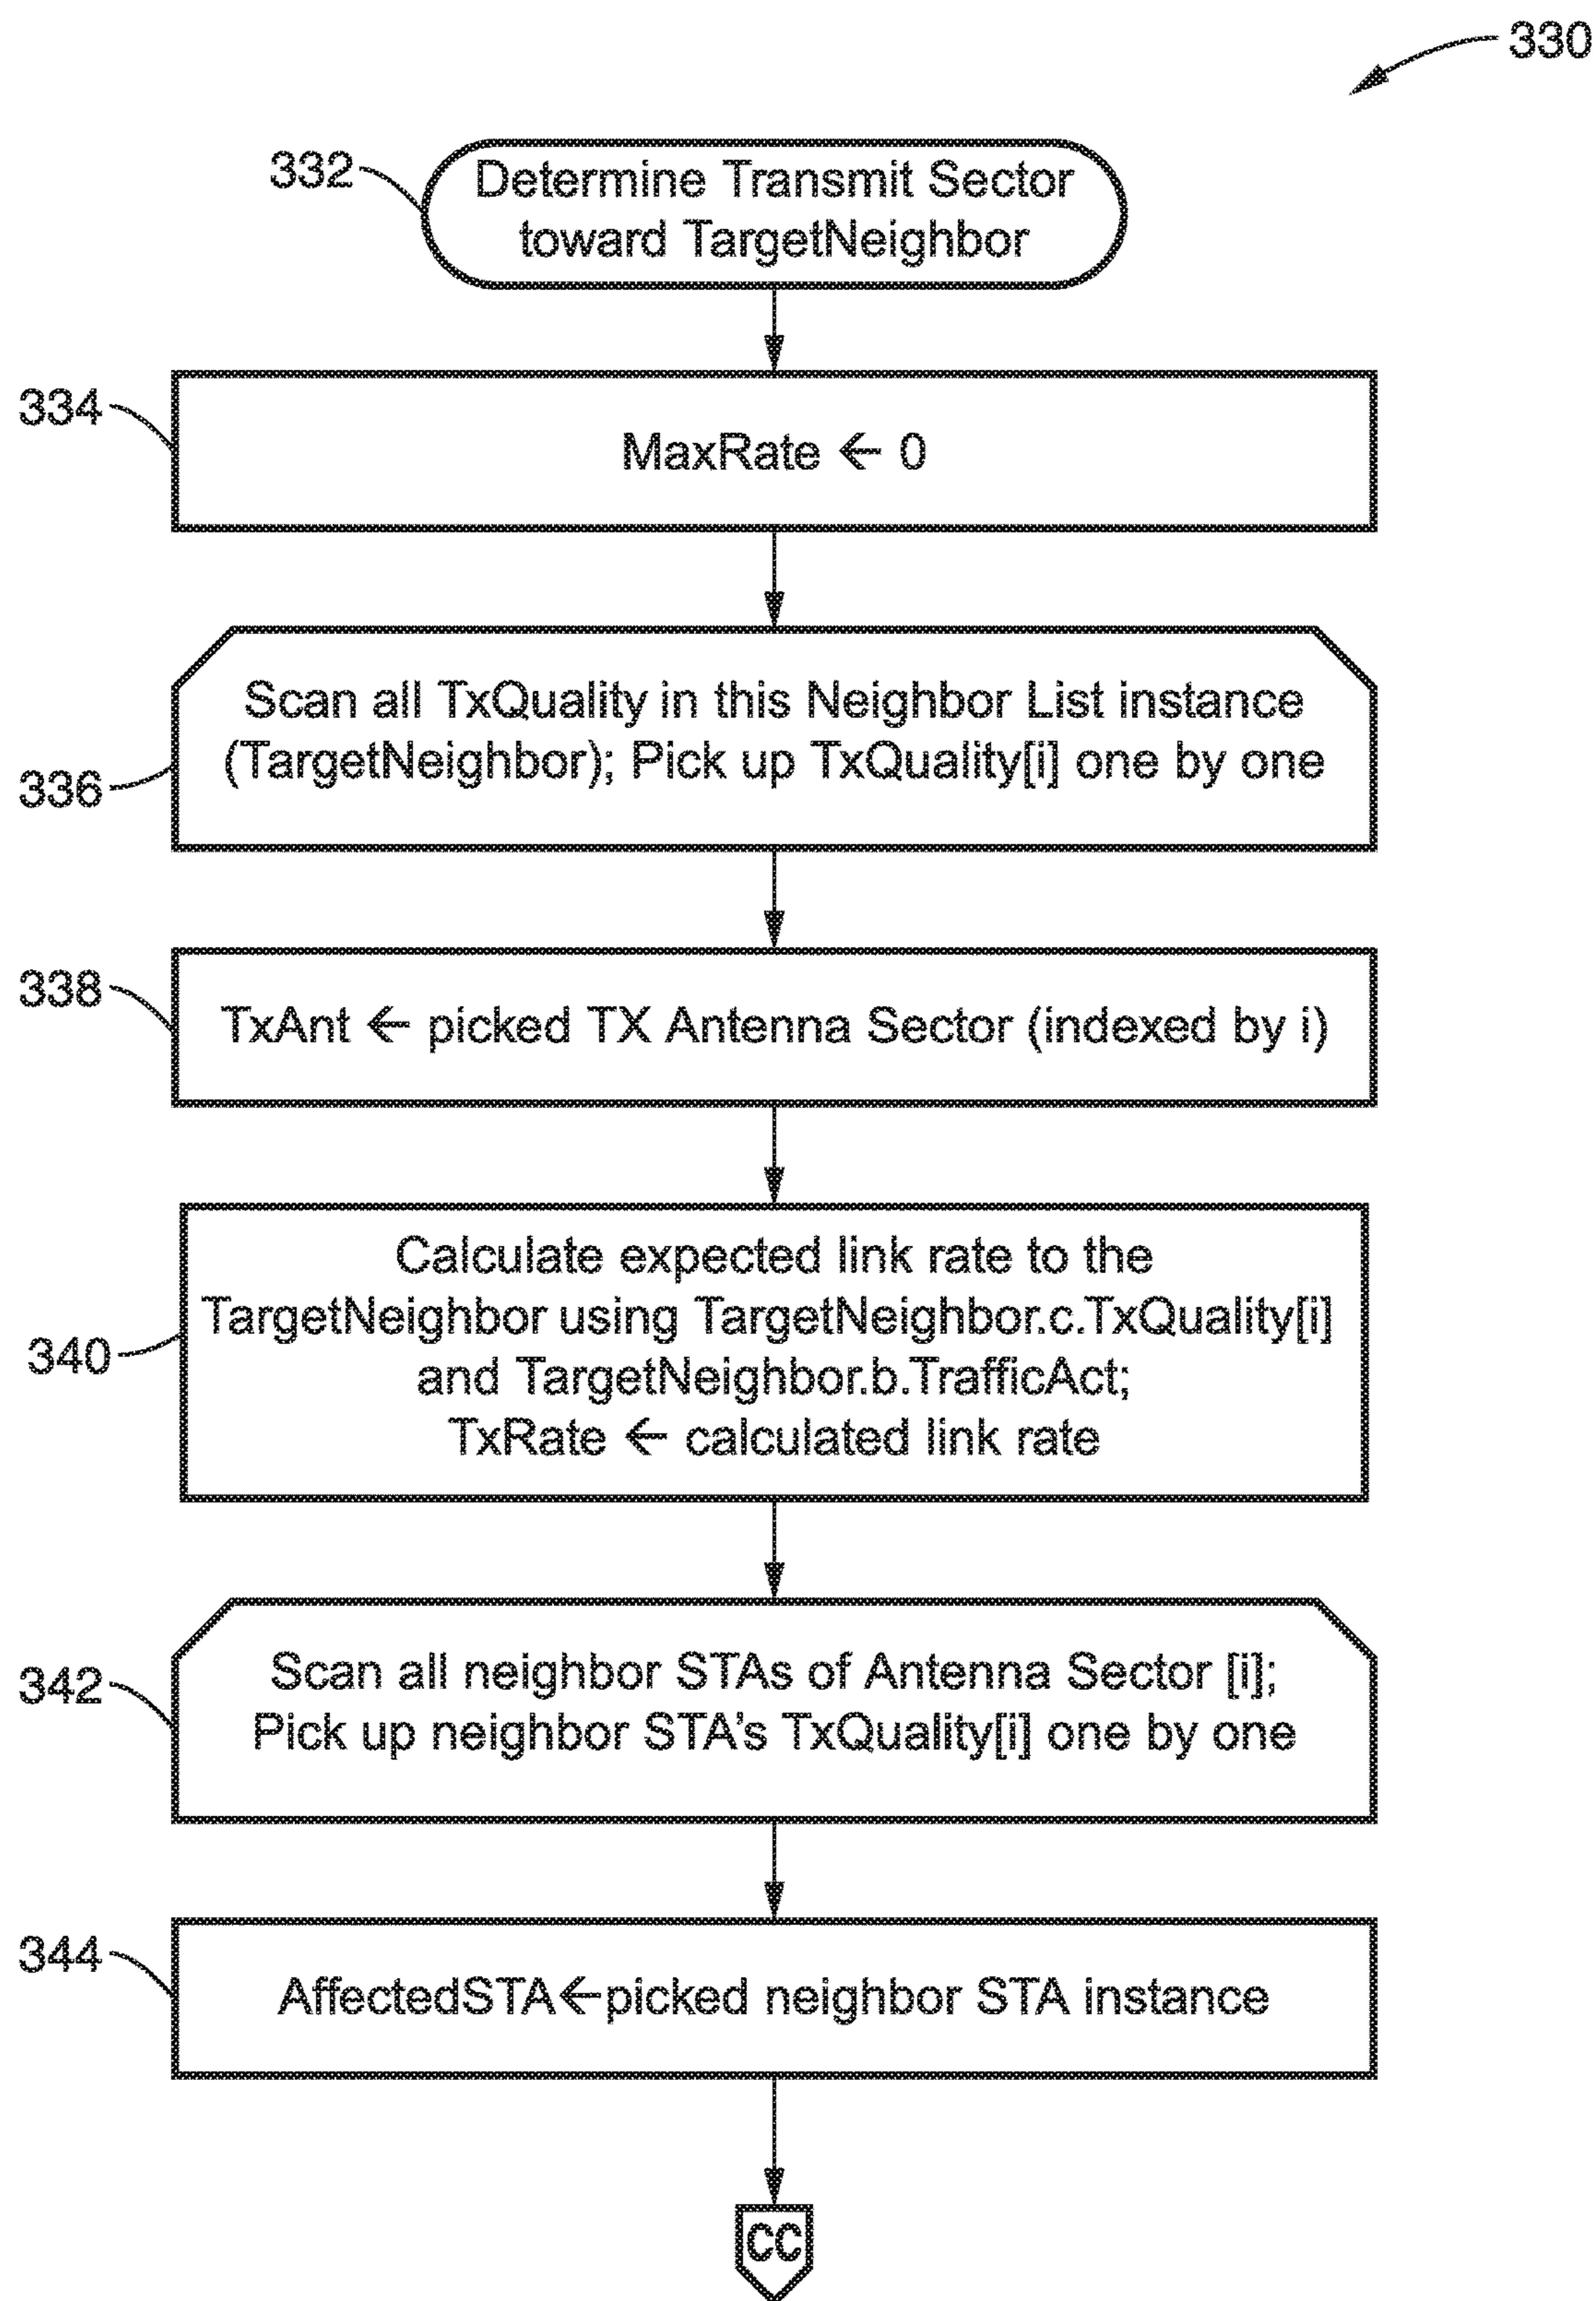 330
332
Determine Transmit Sector
toward TargetNeighbor
334
MaxRate ← 0
336
Scan all TxQuality in this Neighbor List instance
(TargetNeighbor); Pick up TxQuality[i] one by one
338
TxAnt ← picked TX Antenna Sector (indexed by i)
340
Calculate expected link rate to the
TargetNeighbor using TargetNeighbor.c.TxQuality[i]
and TargetNeighbor.b.TrafficAct;
TxRate ← calculated link rate
342
Scan all neighbor STAs of Antenna Sector [i];
Pick up neighbor STA's TxQuality[i] one by one
344
AffectedSTA←picked neighbor STA instance
CC